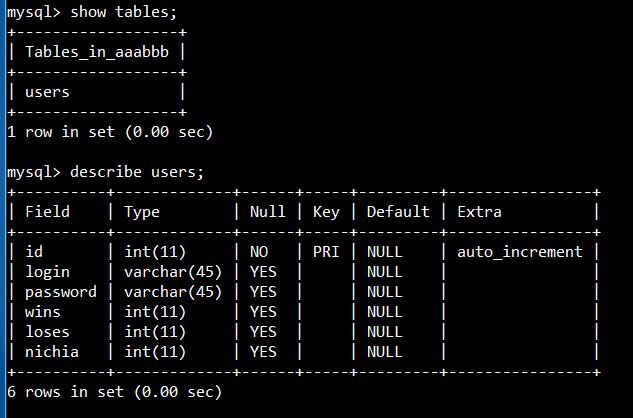 mysql> show tables;
+------------------+
| Tables_in_aaabbb |
+------------------+
| users            |
+------------------+
1 row in set (0.00 sec)
mysql> describe users;
+----------+-------------+------+-----+---------+----------------+
| Field    | Type        | Null | Key | Default | Extra          |
+----------+-------------+------+-----+---------+----------------+
| id       | int(11)     | NO   | PRI | NULL    | auto_increment |
| login    | varchar(45) | YES  |     | NULL    |                |
| password | varchar(45) | YES  |     | NULL    |                |
| wins     | int(11)     | YES  |     | NULL    |                |
| loses    | int(11)     | YES  |     | NULL    |                |
| nichia   | int(11)     | YES  |     | NULL    |                |
+----------+-------------+------+-----+---------+----------------+
6 rows in set (0.00 sec)